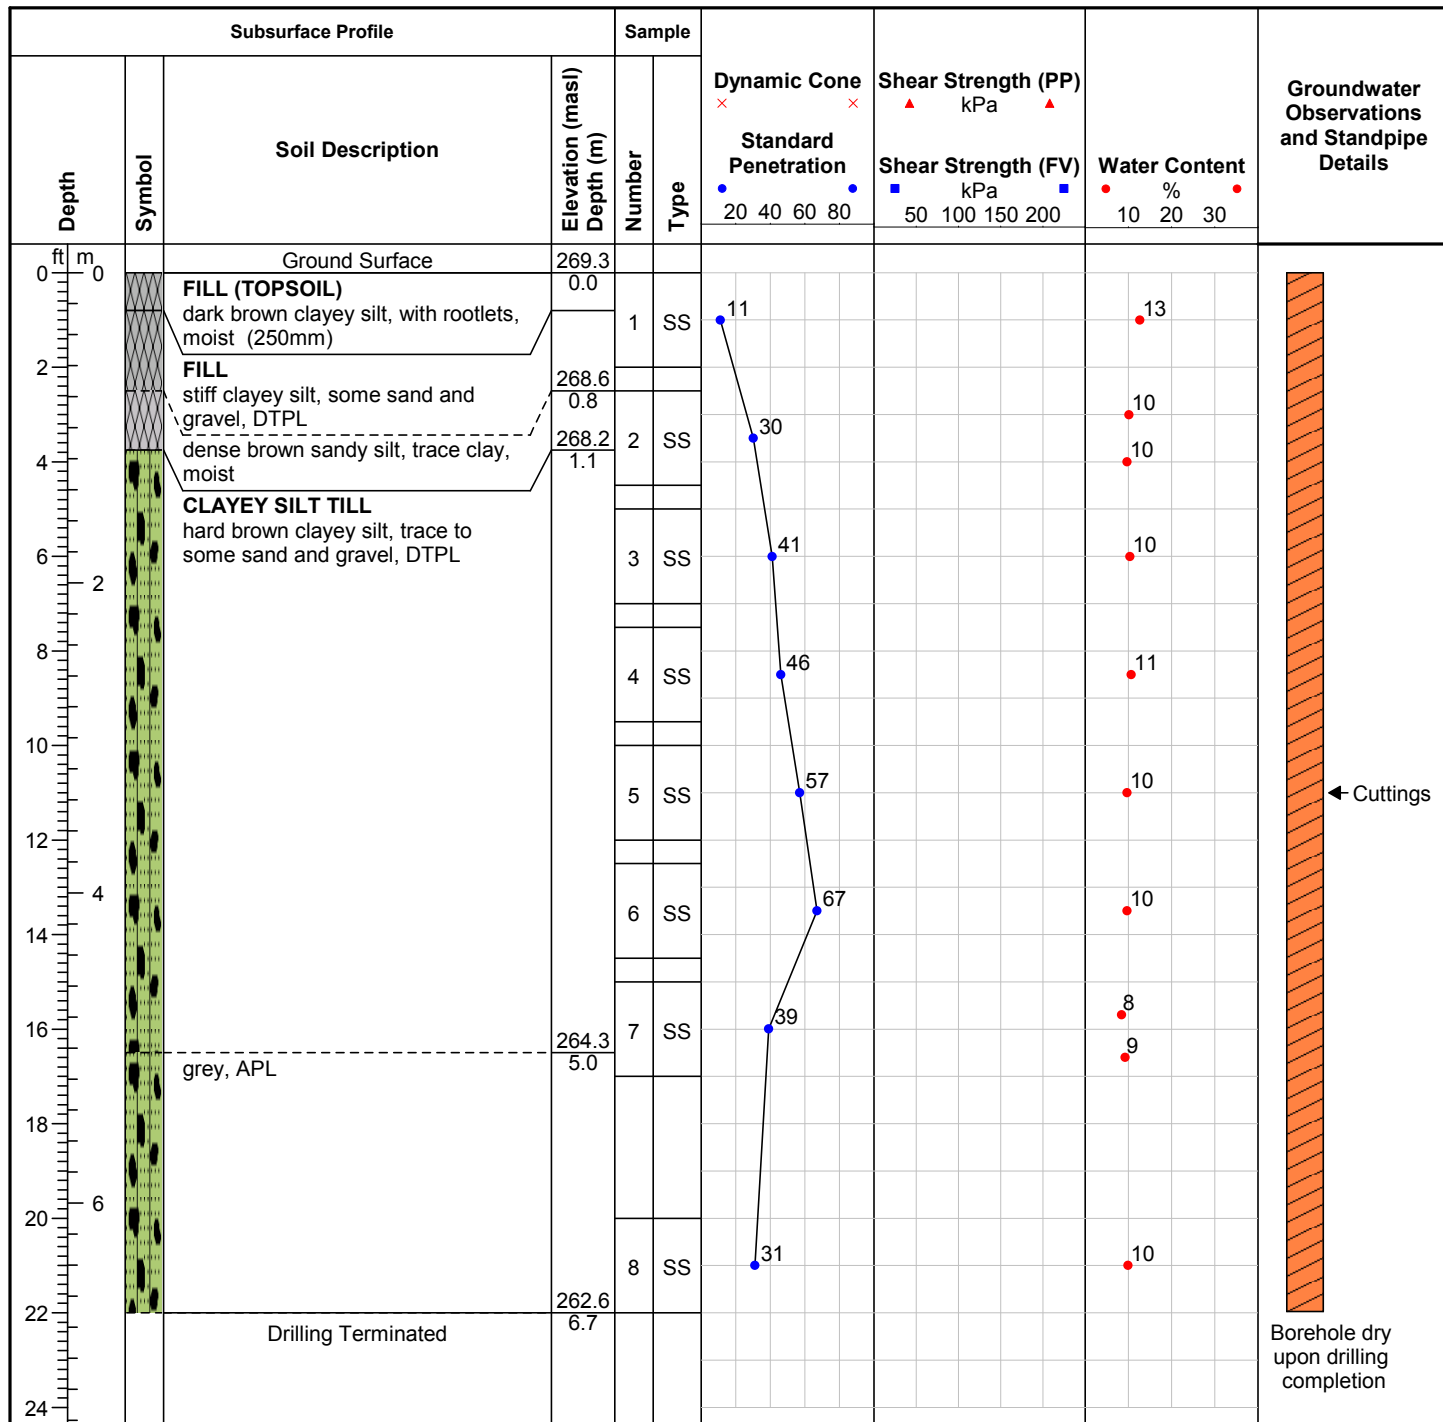 Subsurface Profile
Sample
Depth
Symbol
Soil Description
Elevation (masl)
Depth (m)
Number
Type
Dynamic Cone
Standard
Penetration
20 40 60 80
Shear Strength (PP)
kPa
Shear Strength (FV)
kPa
50 100 150 200
Water Content
%
10 20 30
Groundwater
Observations
and Standpipe
Details
ft m
Ground Surface
269.3
0.0
0
0
FILL (TOPSOIL)
dark brown clayey silt, with rootlets,
moist (250mm)
1 SS
11
13
2
FILL
stiff clayey silt, some sand and
gravel, DTPL
268.6
0.8
10
dense brown sandy silt, trace clay,
moist
268.2
1.1
2 SS
30
10
4
CLAYEY SILT TILL
hard brown clayey silt, trace to
some sand and gravel, DTPL
3 SS
41
10
6
2
8
4 SS
46
11
10
5 SS
57
10
Cuttings
12
4
6 SS
67
10
14
8
16
7 SS
39
9
264.3
5.0
grey, APL
18
6
20
8 SS
31
10
262.6
6.7
22
Drilling Terminated
Borehole dry
upon drilling
completion
24